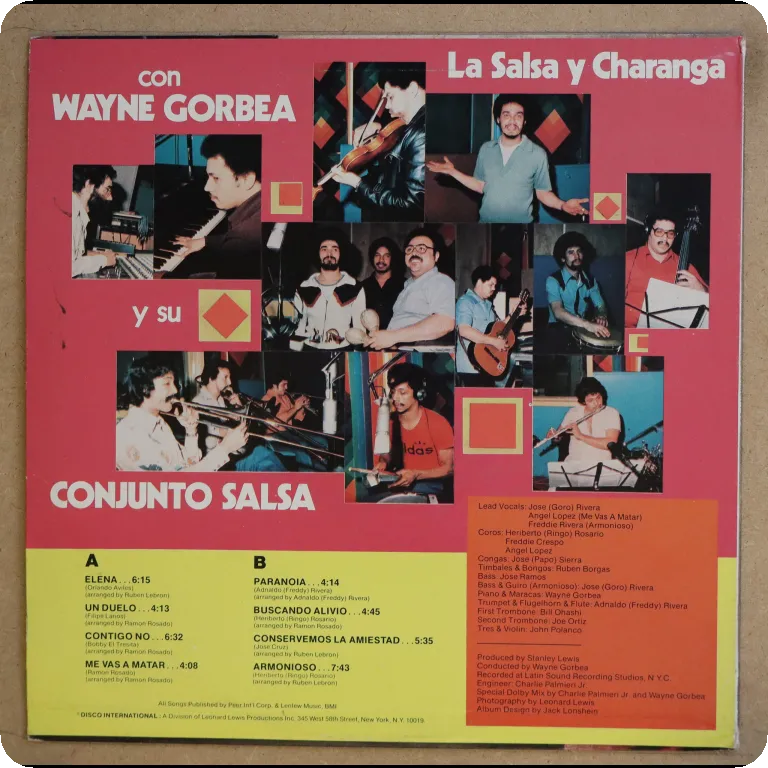 La Salsa y Charanga
con
WAYNE GORBEA
y su
CONJUNTO SALSA
adidas
A
ELENA...6:15
(Orlando Aviles)
(arranged by Ruben Lebron)
UN DUELO...4:13
(Filipe Lanos)
(arranged by Ramon Rosado)
CONTIGO NO...6:32
(Bobby El Tresra)
(arranged by Ramon Rosado)
ME VAS A MATAR...4:08
(Ramon Rosado)
(arranged by Ramon Rosado)
B
PARANOIA...4:14
Adnaldo (Freddy) Rivera)
(arranged by Adnaldo (Freddy) Rivera)
BUSCANDO ALIVIO...4:45
(Heriberto (Ringo) Rosario)
(arranged by Ramon Rosado)
CONSERVEMOS LA AMIESTAD...5:35
(Jose Cruz)
(arranged by Ruben Lebron)
ARMONIOSO...7:43
(Heriberto (Ringo) Rosario)
(arranged by Ruben Lebron)
Lead Vocals: Jose (Goro) Rivera
Angel Lopez (Me Vas A Matar)
Freddie Rivera (Armonioso)
Coros: Heriberto (Ringo) Rosario
Freddie Crespo
Angel Lopez
Congas: Jose (Papo) Sierra
Timbales & Bongos: Ruben Borgas
Bass: Jose Ramos
Bass & Guiro (Armonioso): Jose (Goro) Rivera
Piano & Maracas: Wayne Gorbea
Trumpet & Flugelhorn & Flute: Adnaldo (Freddy) Rivera
First Trombone: Bill Ohashi
Second Trombone: Joe Ortiz
Tres & Violin: John Polanco
Produced by Stanley Lewis
Conducted by Wayne Gorbea
Recorded at Latin Sound Recording Studios, N.Y.C.
Engineer: Charlie Palmieri Jr.
Special Dolby Mix by Charlie Palmieri Jr. and Wayne Gorbea
Photography by Leonard Lewis
Album Design by Jack Lonshein
All Songs Published by Peer Int'l Corp. & Lenlew Music, BMI
DISCO INTERNATIONAL: A Division of Leonard Lewis Productions Inc. 345 West 58th Street, New York, N.Y. 10019